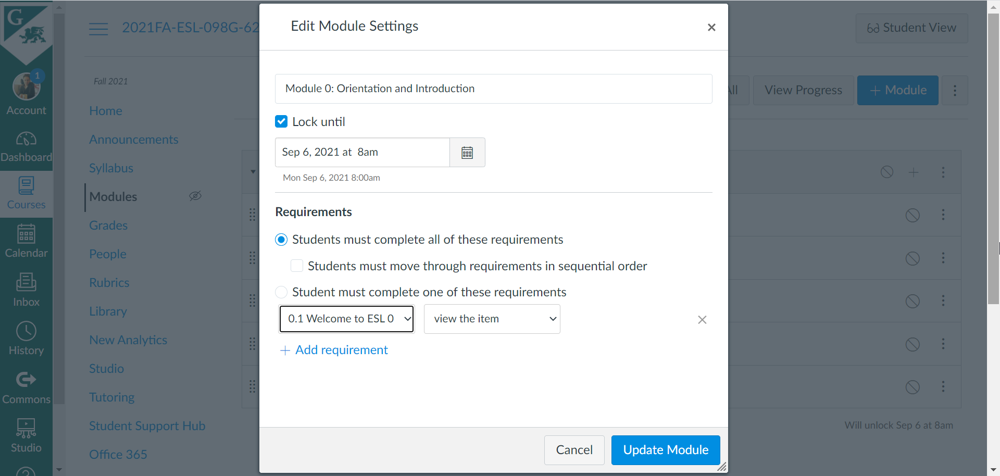 G
2021FA-ESL-098G-62
Student View
1
Account
Dashboard
Courses
Calendar
Inbox
History
Commons
Studio
Fall 2021
Home
Announcements
Syllabus
Modules
Grades
People
Rubrics
Library
New Analytics
Studio
Tutoring
Student Support Hub
Office 365
View Progress
+ Module
Edit Module Settings
×
Module 0: Orientation and Introduction
Lock until
Sep 6, 2021 at 8am
Mon Sep 6, 2021 8:00am
Requirements
Students must complete all of these requirements
Students must move through requirements in sequential order
Student must complete one of these requirements
0.1 Welcome to ESL 0
view the item
+ Add requirement
Cancel
Update Module
Will unlock Sep 6 at 8am